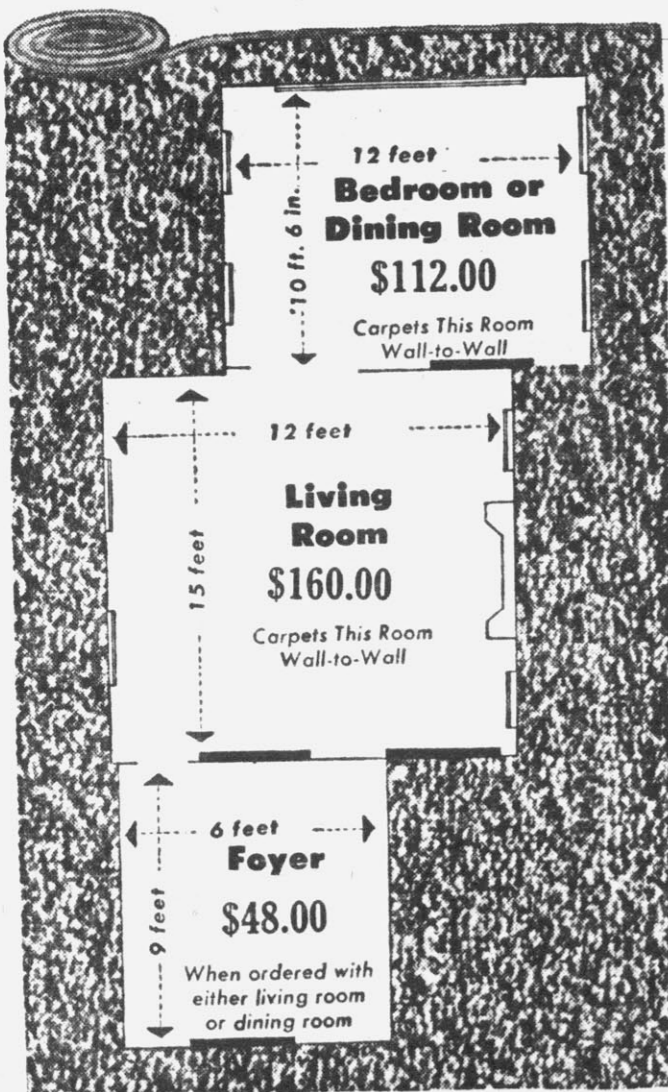 12 feet
Bedroom or
Dining Room
10 ft. 6 in.
$112.00
Carpets This Room
Wall-to-Wall
12 feet
Living
Room
15 feet
$160.00
Carpets This Room
Wall-to-Wall
6 feet
Foyer
9 feet
$48.00
When ordered with
either living room
or dining room